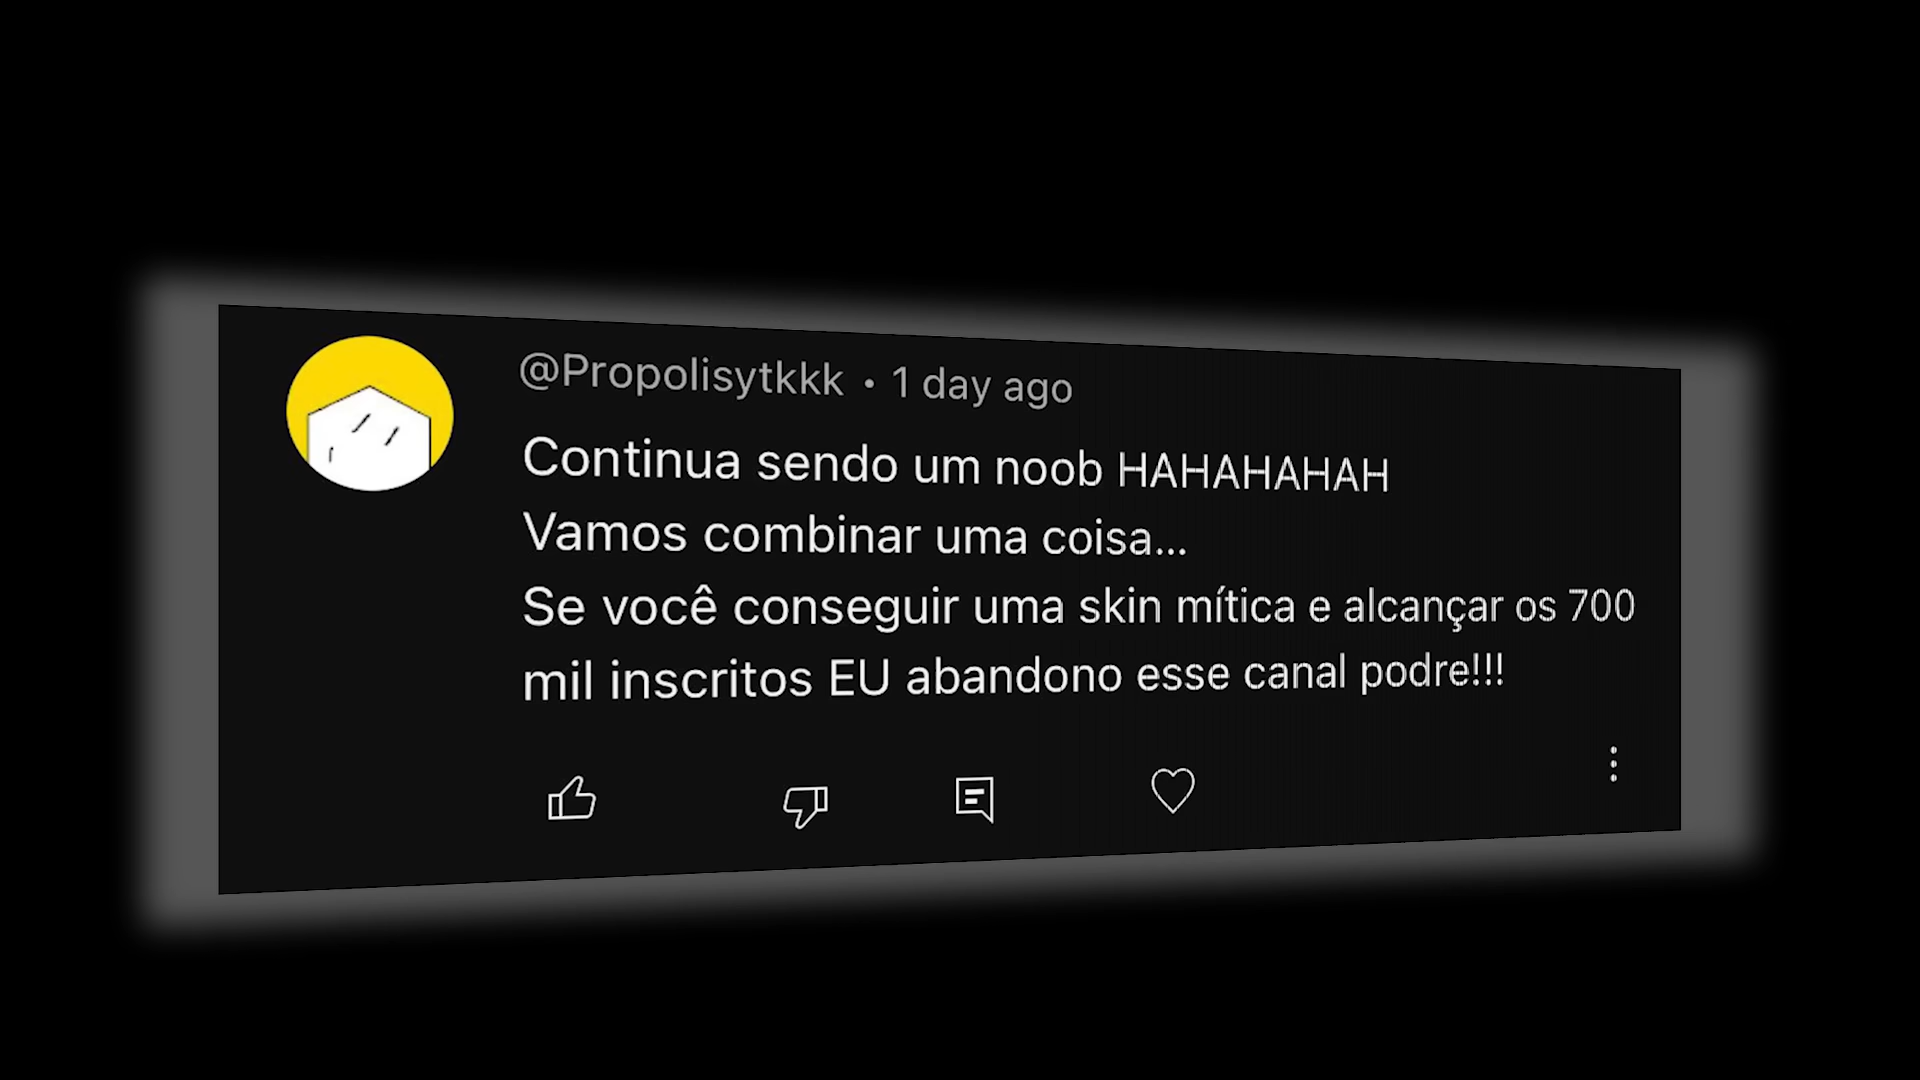 @Propolisytkkk • 1 day ago
Continua sendo um noob HAHAHAHAH
Vamos combinar uma coisa...
Se você conseguir uma skin mítica e alcançar os 700
mil inscritos EU abandono esse canal podre!!!